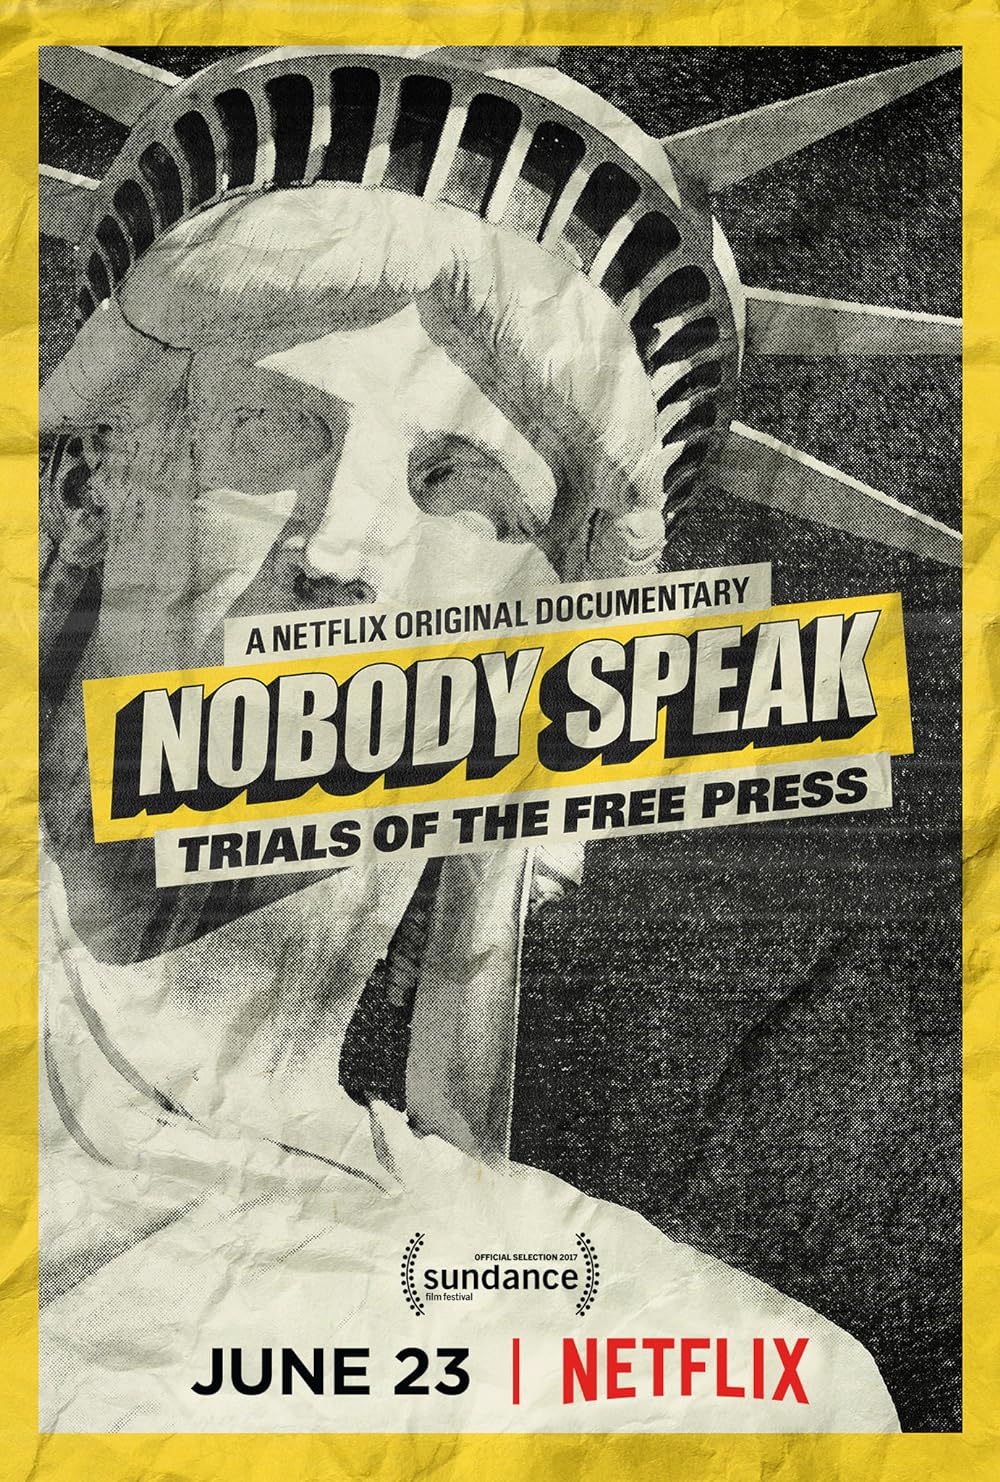 A NETFLIX ORIGINAL DOCUMENTARY
NOBODY SPEAK
TRIALS OF THE FREE PRESS
OFFICIAL SELECTION 2017
sundance
film festival
JUNE 23 | NETFLIX